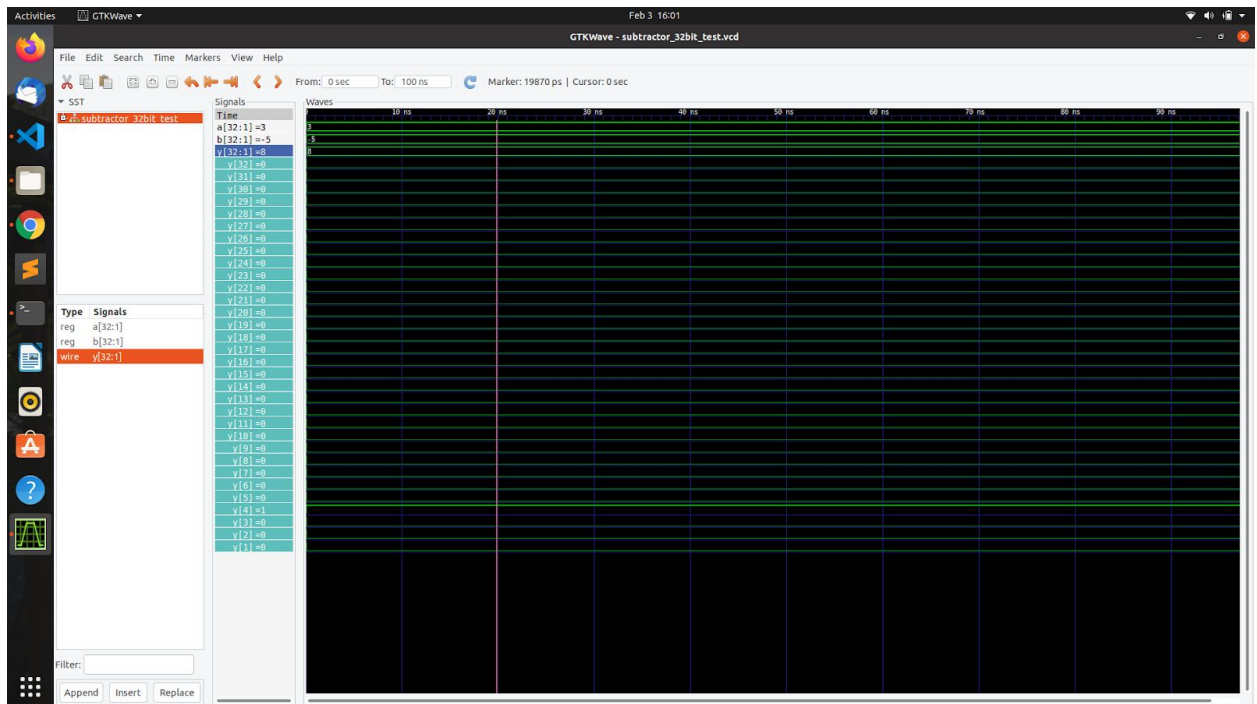 Activities GTKWave Feb 3 16:01
GTKWave - subtractor_32bit_test.vcd
File Edit Search Time Markers View Help
From: 0 sec To: 100 ns Marker: 19870 ps | Cursor: 0 sec
SST
subtractor_32bit_test
Type Signals
reg a[32:1]
reg b[32:1]
wire y[32:1]
Filter:
Append Insert Replace
Signals
Time
a[32:1] =3
b[32:1] =-5
y[32:1] =8
y[32] =0
y[31] =0
y[30] =0
y[29] =0
y[28] =0
y[27] =0
y[26] =0
y[25] =0
y[24] =0
y[23] =0
y[22] =0
y[21] =0
y[20] =0
y[19] =0
y[18] =0
y[17] =0
y[16] =0
y[15] =0
y[14] =0
y[13] =0
y[12] =0
y[11] =0
y[10] =0
y[9] =0
y[8] =0
y[7] =0
y[6] =0
y[5] =0
y[4] =1
y[3] =0
y[2] =0
y[1] =0
Waves
10 ns 20 ns 30 ns 40 ns 50 ns 60 ns 70 ns 80 ns 90 ns
3
-5
8